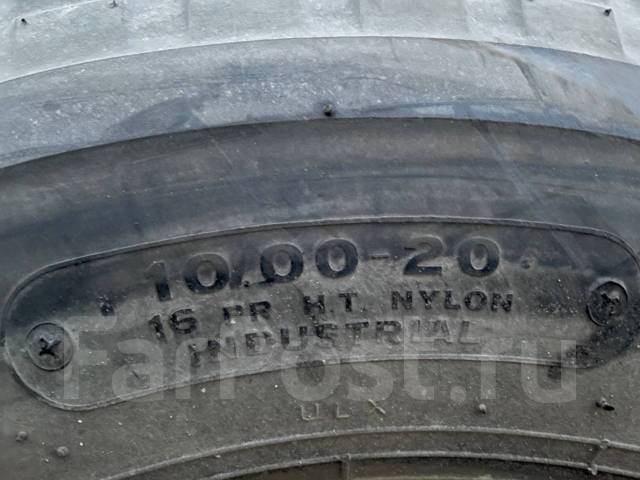 10.00-20
16 PR H.T. NYLON
INDUSTRIAL
FarPost.ru
ULX